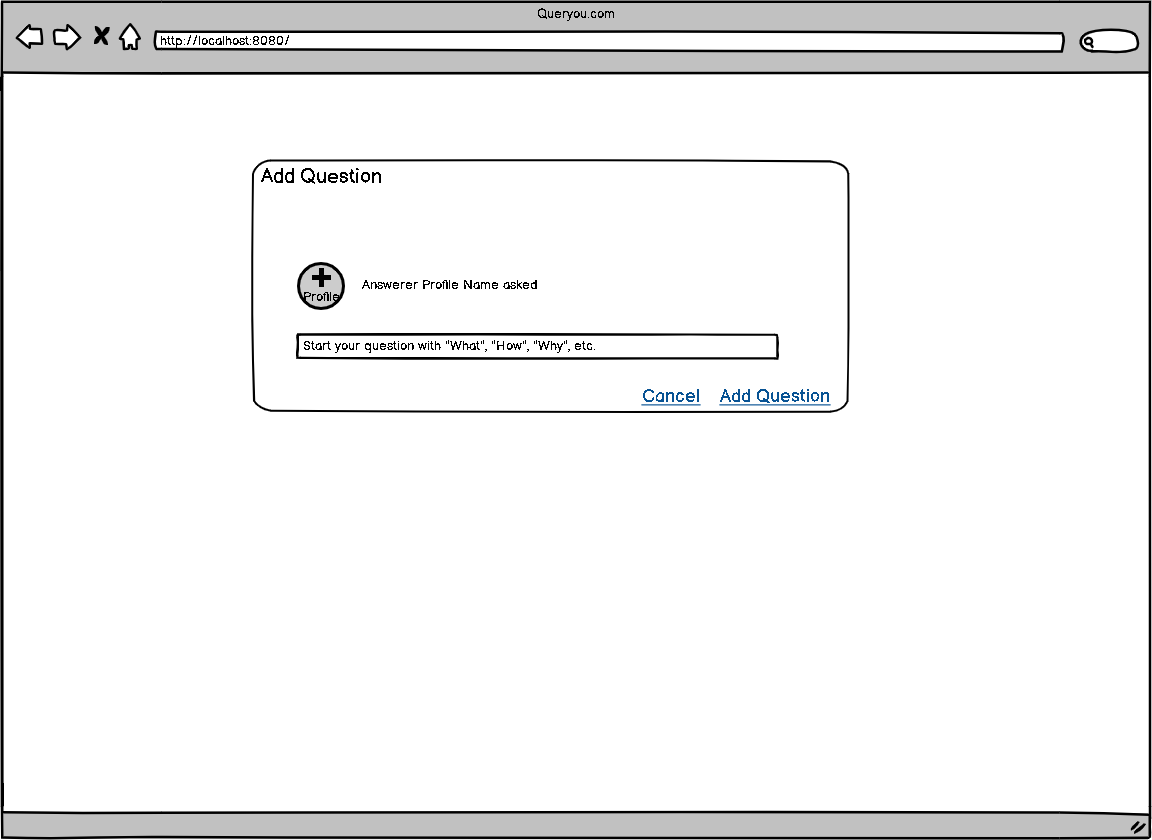 Queryou.com
http://localhost:8080/
Add Question
Profile
Answerer Profile Name asked
Start your question with "What", "How", "Why", etc.
Cancel Add Question